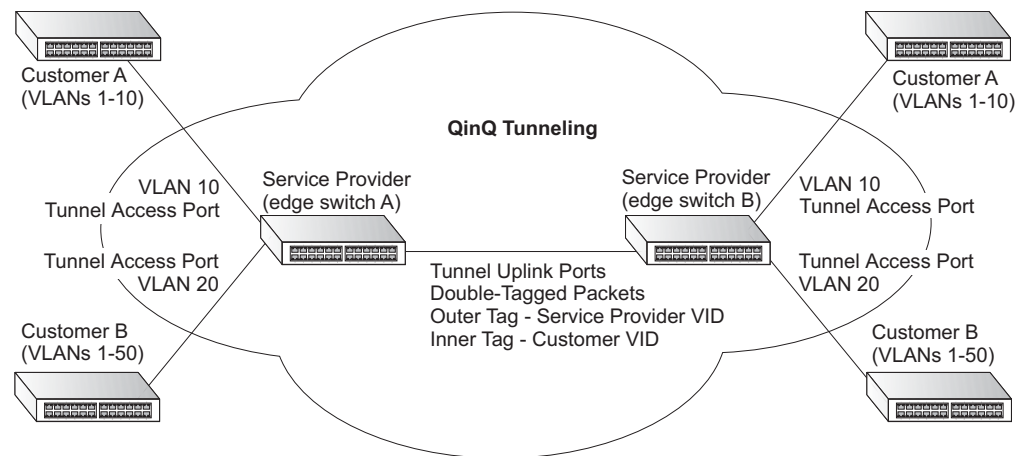 Customer A
(VLANs 1-10)
Customer A
(VLANs 1-10)
QinQ Tunneling
VLAN 10
Tunnel Access Port
Service Provider
(edge switch A)
Service Provider
(edge switch B)
VLAN 10
Tunnel Access Port
Tunnel Access Port
VLAN 20
Tunnel Uplink Ports
Double-Tagged Packets
Outer Tag - Service Provider VID
Inner Tag - Customer VID
Tunnel Access Port
VLAN 20
Customer B
(VLANs 1-50)
Customer B
(VLANs 1-50)